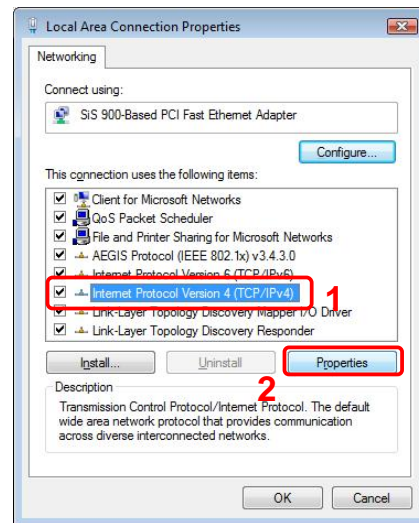 Local Area Connection Properties
Networking
Connect using:
SiS 900-Based PCI Fast Ethernet Adapter
Configure...
This connection uses the following items:
Client for Microsoft Networks
QoS Packet Scheduler
File and Printer Sharing for Microsoft Networks
AEGIS Protocol (IEEE 802.1x) v3.4.3.0
Internet Protocol Version 6 (TCP/IPv6)
Internet Protocol Version 4 (TCP/IPv4)
1
Link-Layer Topology Discovery Mapper I/O Driver
Link-Layer Topology Discovery Responder
Install...
Uninstall
Properties
2
Description
Transmission Control Protocol/Internet Protocol. The default
wide area network protocol that provides communication
across diverse interconnected networks.
OK
Cancel